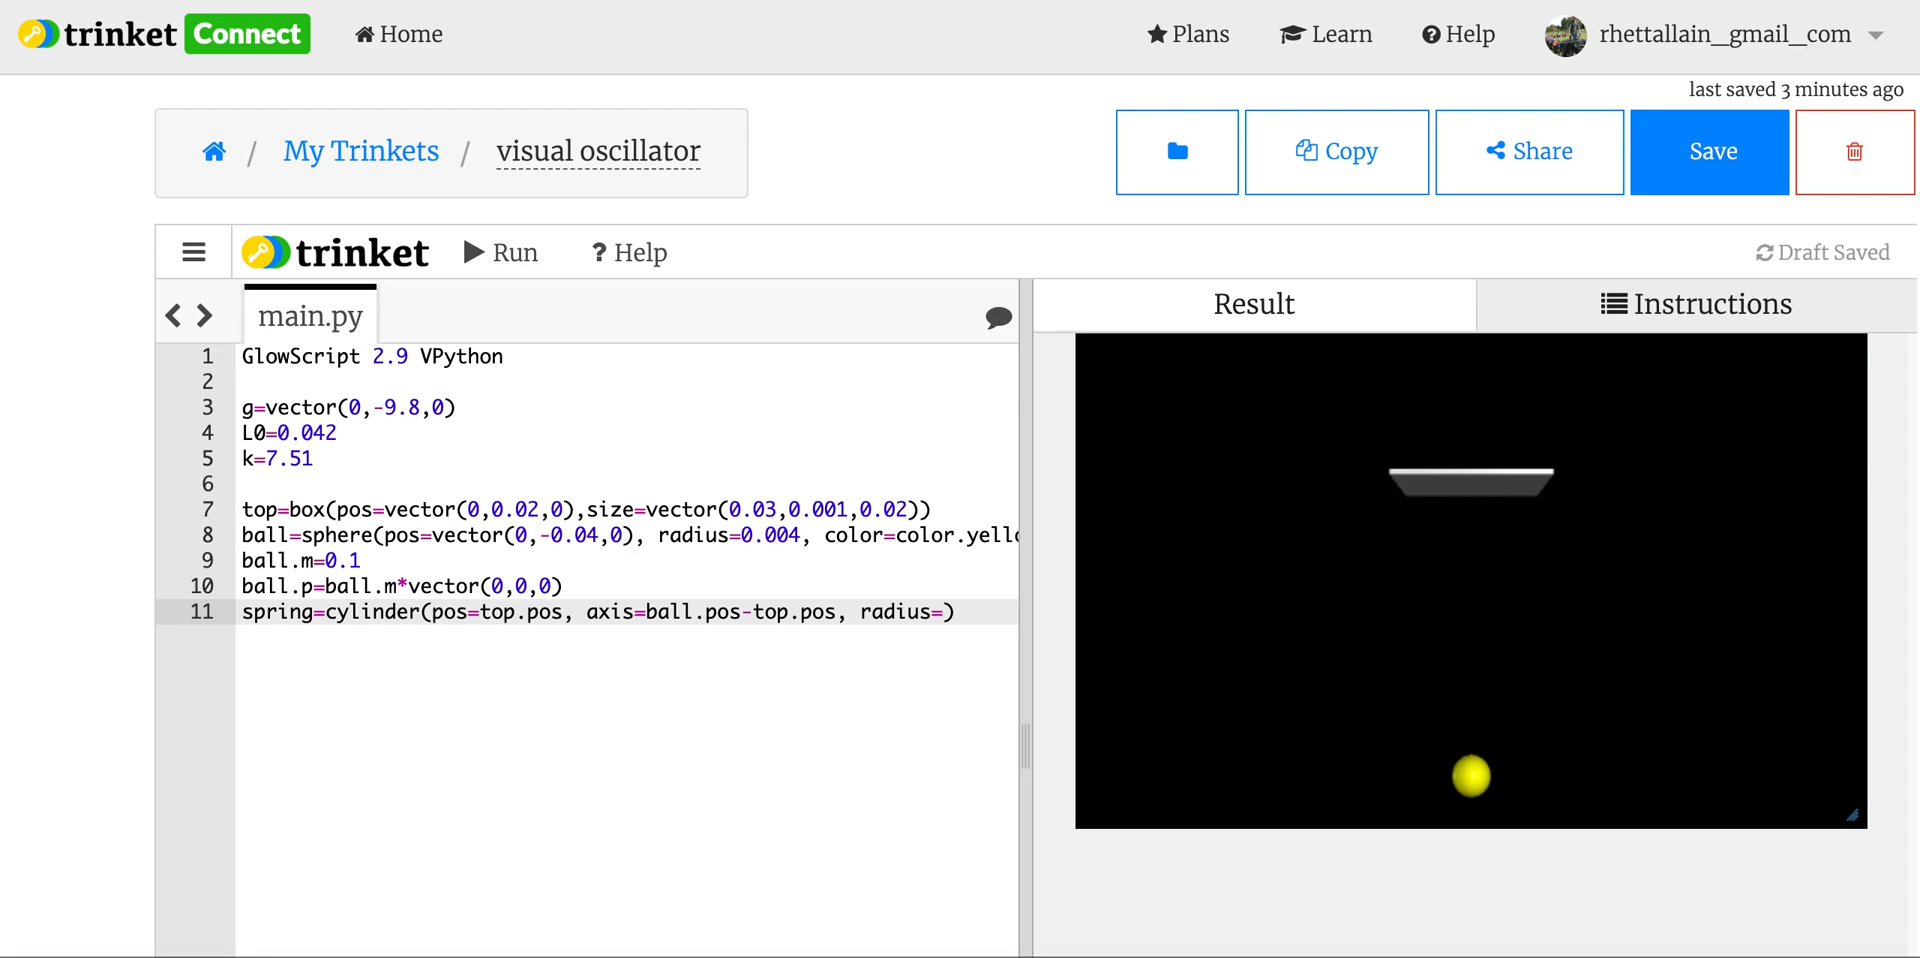 trinket Connect Home Plans Learn Help rhettallain_gmail_com
last saved 3 minutes ago
/ My Trinkets / visual oscillator Copy Share Save
trinket Run ? Help Draft Saved
main.py Result Instructions
1 GlowScript 2.9 VPython
2
3 g=vector(0,-9.8,0)
4 L0=0.042
5 k=7.51
6
7 top=box(pos=vector(0,0.02,0),size=vector(0.03,0.001,0.02))
8 ball=sphere(pos=vector(0,-0.04,0), radius=0.004, color=color.yello
9 ball.m=0.1
10 ball.p=ball.m*vector(0,0,0)
11 spring=cylinder(pos=top.pos, axis=ball.pos-top.pos, radius=)